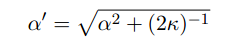 α′ = √(α² + (2κ)⁻¹)